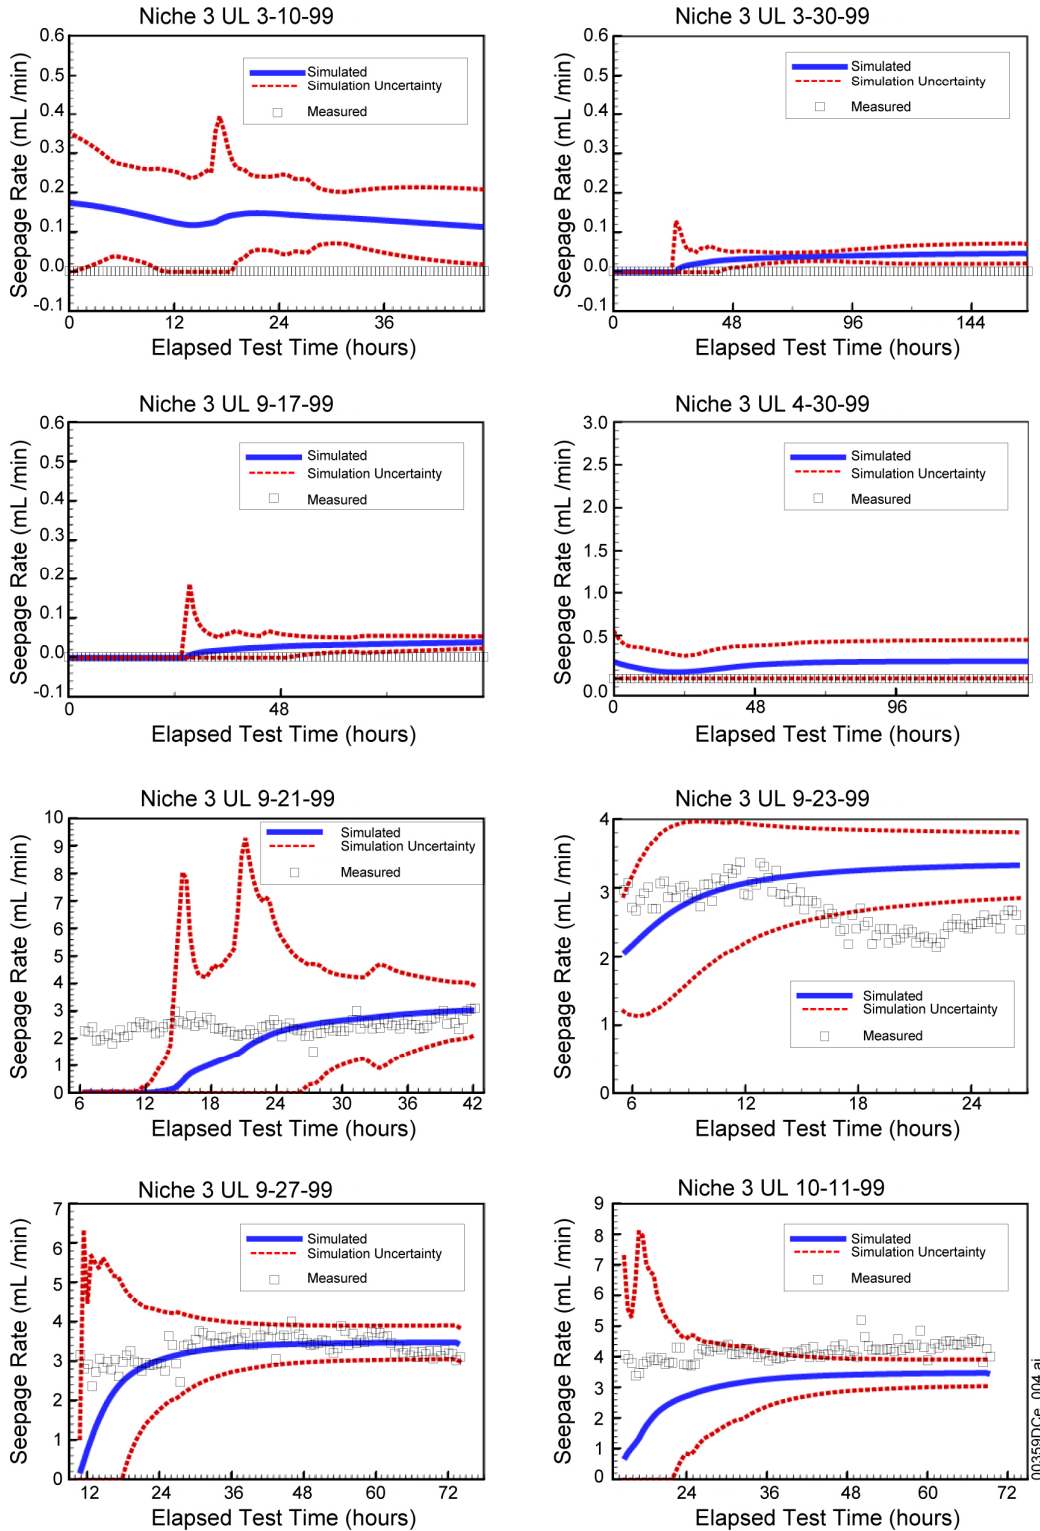 Niche 3 UL 3-10-99
Seepage Rate (mL /min)
0.6
0.5
0.4
0.3
0.2
0.1
0.0
-0.1
Simulated
Simulation Uncertainty
Measured
0 12 24 36
Elapsed Test Time (hours)
Niche 3 UL 3-30-99
Seepage Rate (mL /min)
0.6
0.5
0.4
0.3
0.2
0.1
0.0
-0.1
Simulated
Simulation Uncertainty
Measured
0 48 96 144
Elapsed Test Time (hours)
Niche 3 UL 9-17-99
Seepage Rate (mL /min)
0.6
0.5
0.4
0.3
0.2
0.1
0.0
-0.1
Simulated
Simulation Uncertainty
Measured
0 48
Elapsed Test Time (hours)
Niche 3 UL 4-30-99
Seepage Rate (mL /min)
3.0
2.5
2.0
1.0
0.5
0.0
Simulated
Simulation Uncertainty
Measured
0 48 96
Elapsed Test Time (hours)
Niche 3 UL 9-21-99
Seepage Rate (mL /min)
10
9
8
7
6
5
4
3
2
1
0
Simulated
Simulation Uncertainty
Measured
6 12 18 24 30 36 42
Elapsed Test Time (hours)
Niche 3 UL 9-23-99
Seepage Rate (mL /min)
4
3
2
1
0
Simulated
Simulation Uncertainty
Measured
6 12 18 24
Elapsed Test Time (hours)
Niche 3 UL 9-27-99
Seepage Rate (mL /min)
7
6
5
4
3
2
1
0
Simulated
Simulation Uncertainty
Measured
12 24 36 48 60 72
Elapsed Test Time (hours)
Niche 3 UL 10-11-99
Seepage Rate (mL /min)
9
8
7
6
5
4
3
2
1
0
Simulated
Simulation Uncertainty
Measured
24 48 72
Elapsed Test Time (hours)
00359DCe_004.ai